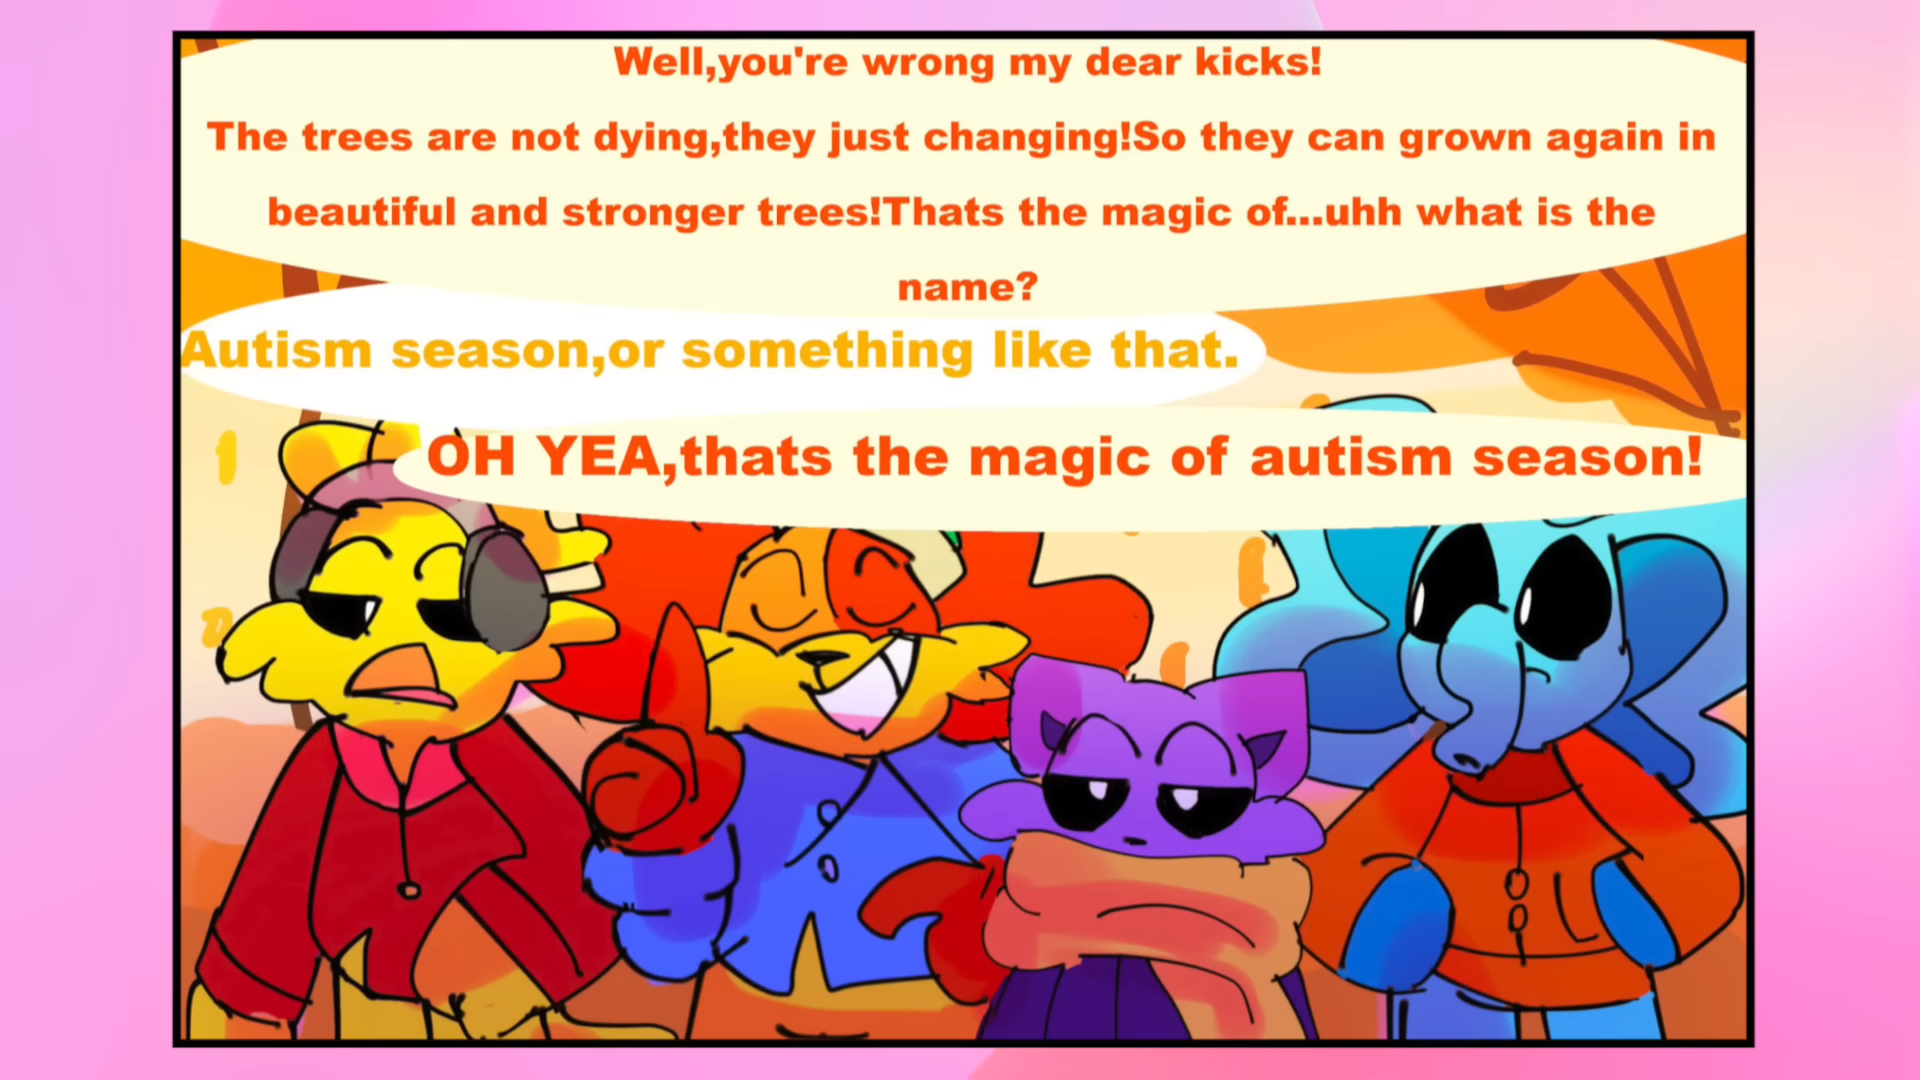 Well,you're wrong my dear kicks!
The trees are not dying,they just changing!So they can grown again in
beautiful and stronger trees!Thats the magic of...uhh what is the
name?
Autism season,or something like that.
OH YEA,thats the magic of autism season!